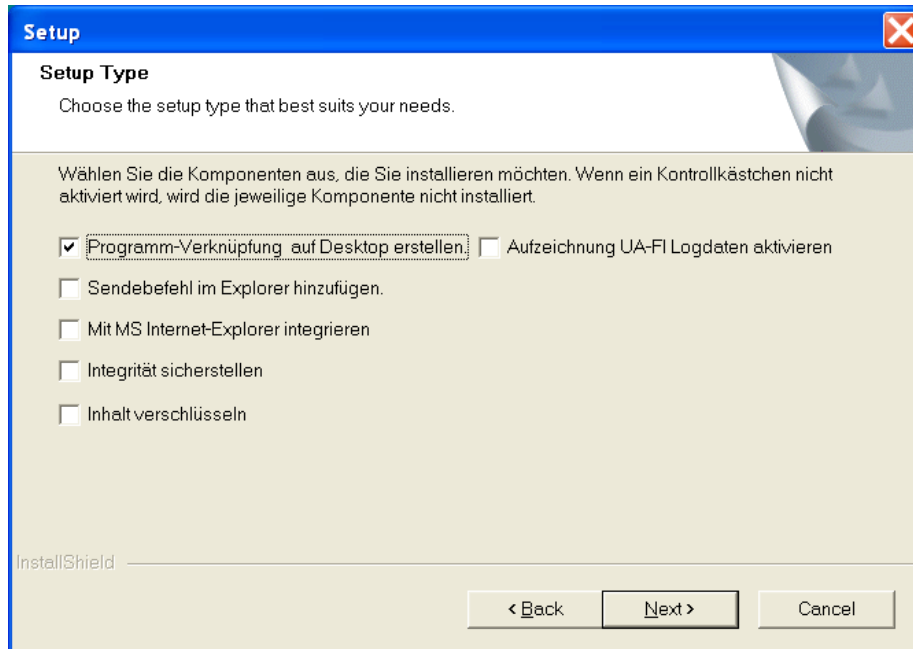 Setup
Setup Type
Choose the setup type that best suits your needs.
Wählen Sie die Komponenten aus, die Sie installieren möchten. Wenn ein Kontrollkästchen nicht
aktiviert wird, wird die jeweilige Komponente nicht installiert.
Programm-Verknüpfung auf Desktop erstellen. Aufzeichnung UA-FI Logdaten aktivieren
Sendebefehl im Explorer hinzufügen.
Mit MS Internet-Explorer integrieren
Integrität sicherstellen
Inhalt verschlüsseln
InstallShield
< Back Next > Cancel